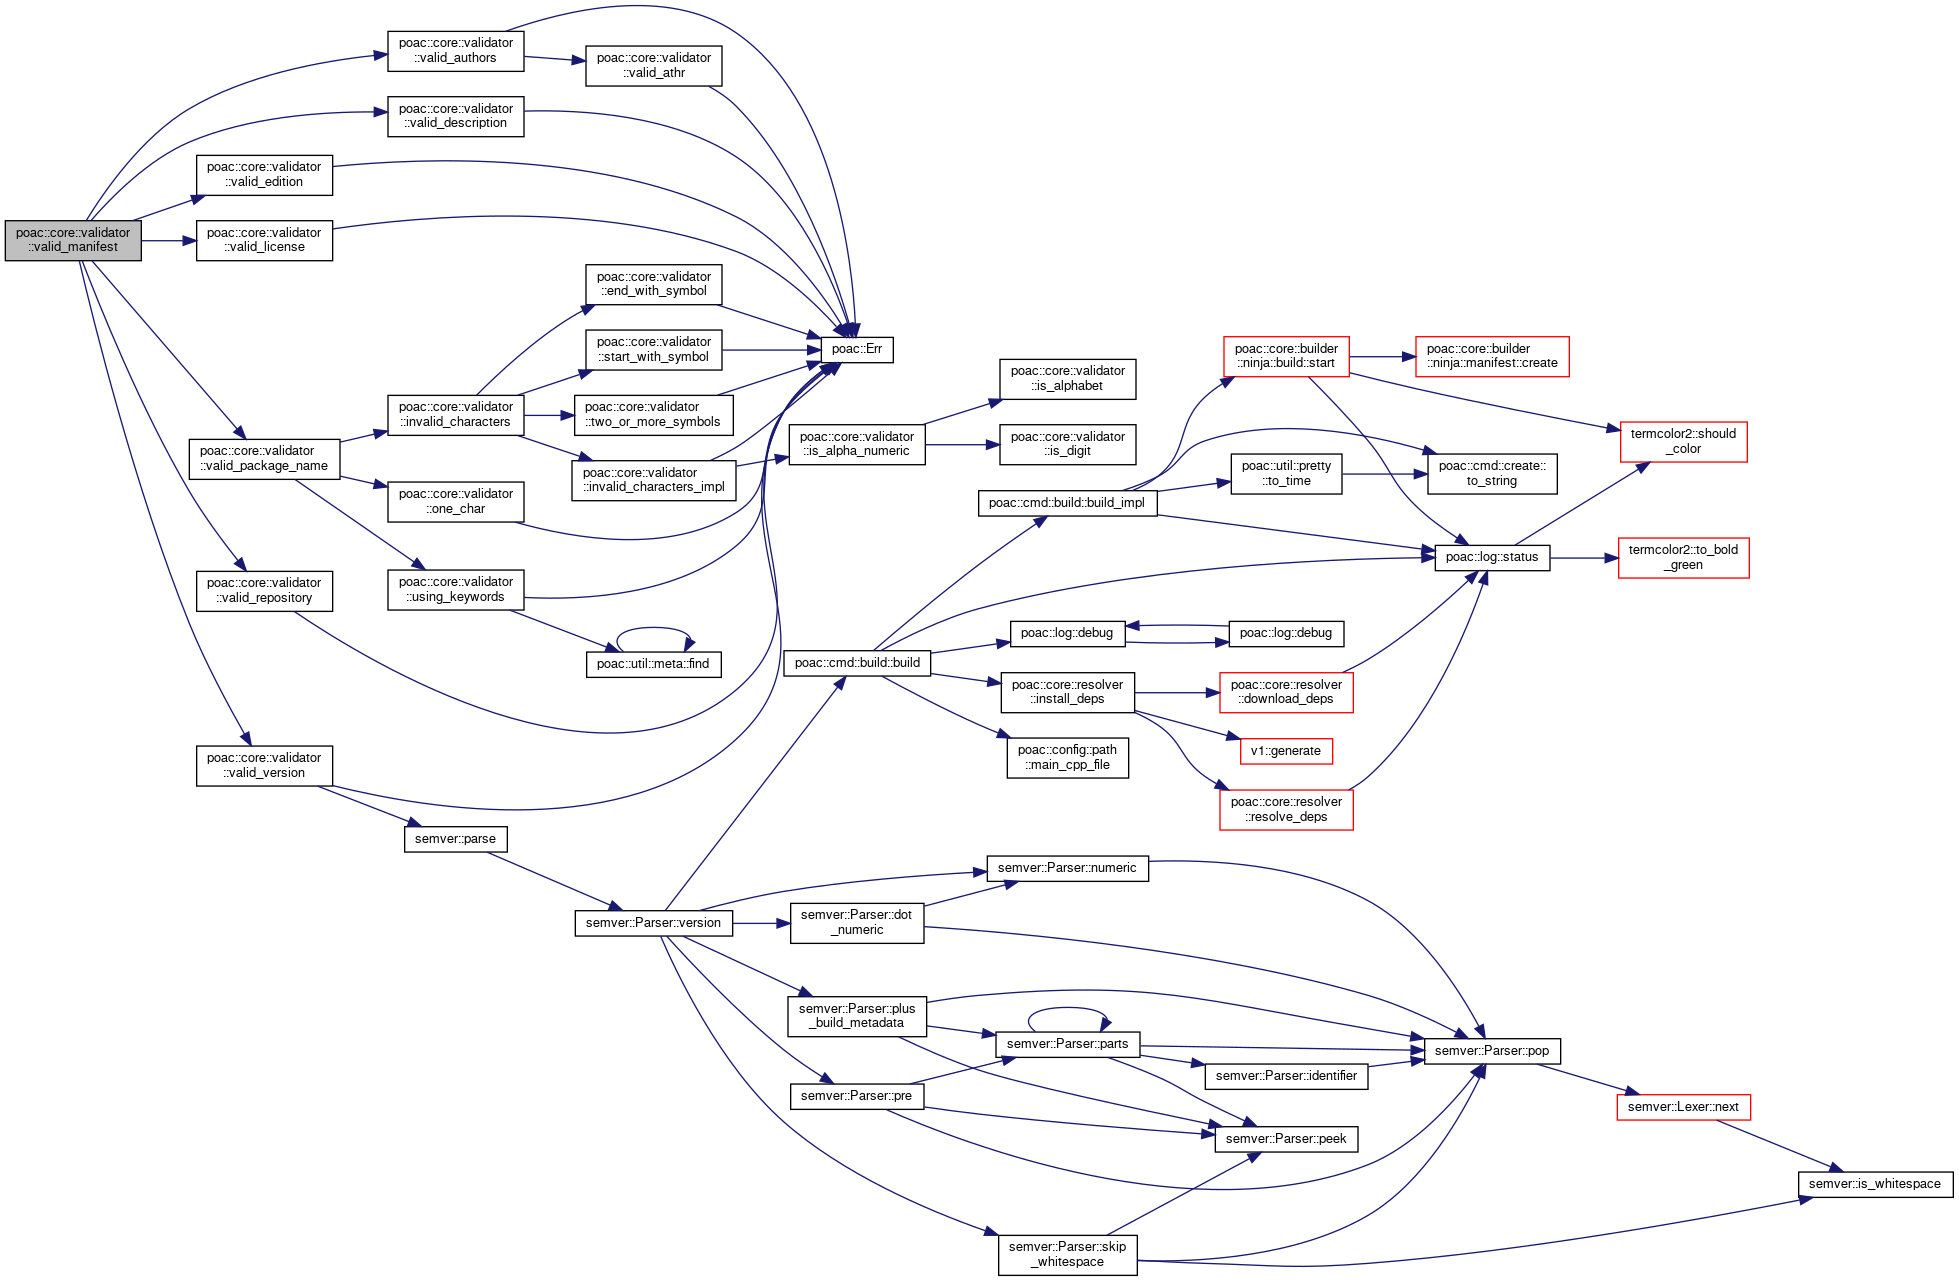 poac::core::validator
::valid_manifest
poac::core::validator
::valid_authors
poac::core::validator
::valid_athr
poac::core::validator
::valid_description
poac::core::validator
::valid_edition
poac::core::validator
::valid_license
poac::core::validator
::valid_package_name
poac::core::validator
::valid_repository
poac::core::validator
::valid_version
poac::core::validator
::invalid_characters
poac::core::validator
::one_char
poac::core::validator
::using_keywords
poac::core::validator
::end_with_symbol
poac::core::validator
::start_with_symbol
poac::core::validator
::two_or_more_symbols
poac::core::validator
::invalid_characters_impl
poac::util::meta::find
poac::Err
poac::core::validator
::is_alpha_numeric
poac::core::validator
::is_alphabet
poac::core::validator
::is_digit
semver::parse
semver::Parser::version
poac::cmd::build::build
poac::cmd::build::build_impl
poac::log::debug
poac::log::debug
poac::core::resolver
::install_deps
poac::config::path
::main_cpp_file
poac::core::builder
::ninja::build::start
poac::core::builder
::ninja::manifest::create
poac::util::pretty
::to_time
poac::cmd::create::
to_string
poac::log::status
termcolor2::should
_color
termcolor2::to_bold
_green
poac::core::resolver
::download_deps
v1::generate
poac::core::resolver
::resolve_deps
semver::Parser::numeric
semver::Parser::dot
_numeric
semver::Parser::plus
_build_metadata
semver::Parser::pre
semver::Parser::parts
semver::Parser::identifier
semver::Parser::peek
semver::Parser::skip
_whitespace
semver::Parser::pop
semver::Lexer::next
semver::is_whitespace